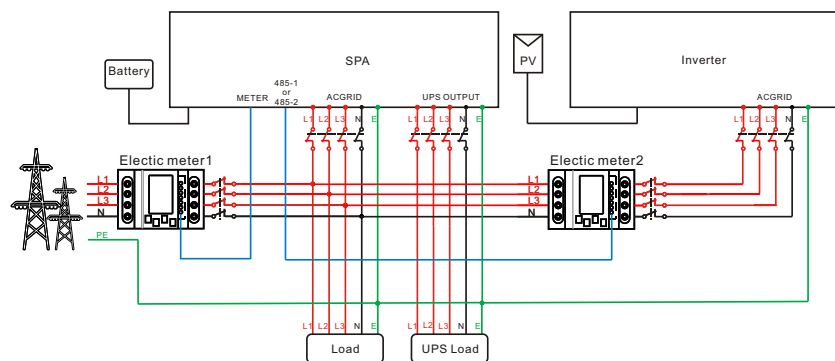 SPA
Inverter
Battery
PV
METER
485-1
or
485-2
ACGRID
UPS OUTPUT
ACGRID
L1 L2 L3 N E
L1 L2 L3 N E
L1 L2 L3 N E
Electic meter1
Electic meter2
L1
L2
L3
N
PE
L1
L2
L3
N
L1 L2 L3 N E
L1 L2 L3 N E
Load
UPS Load